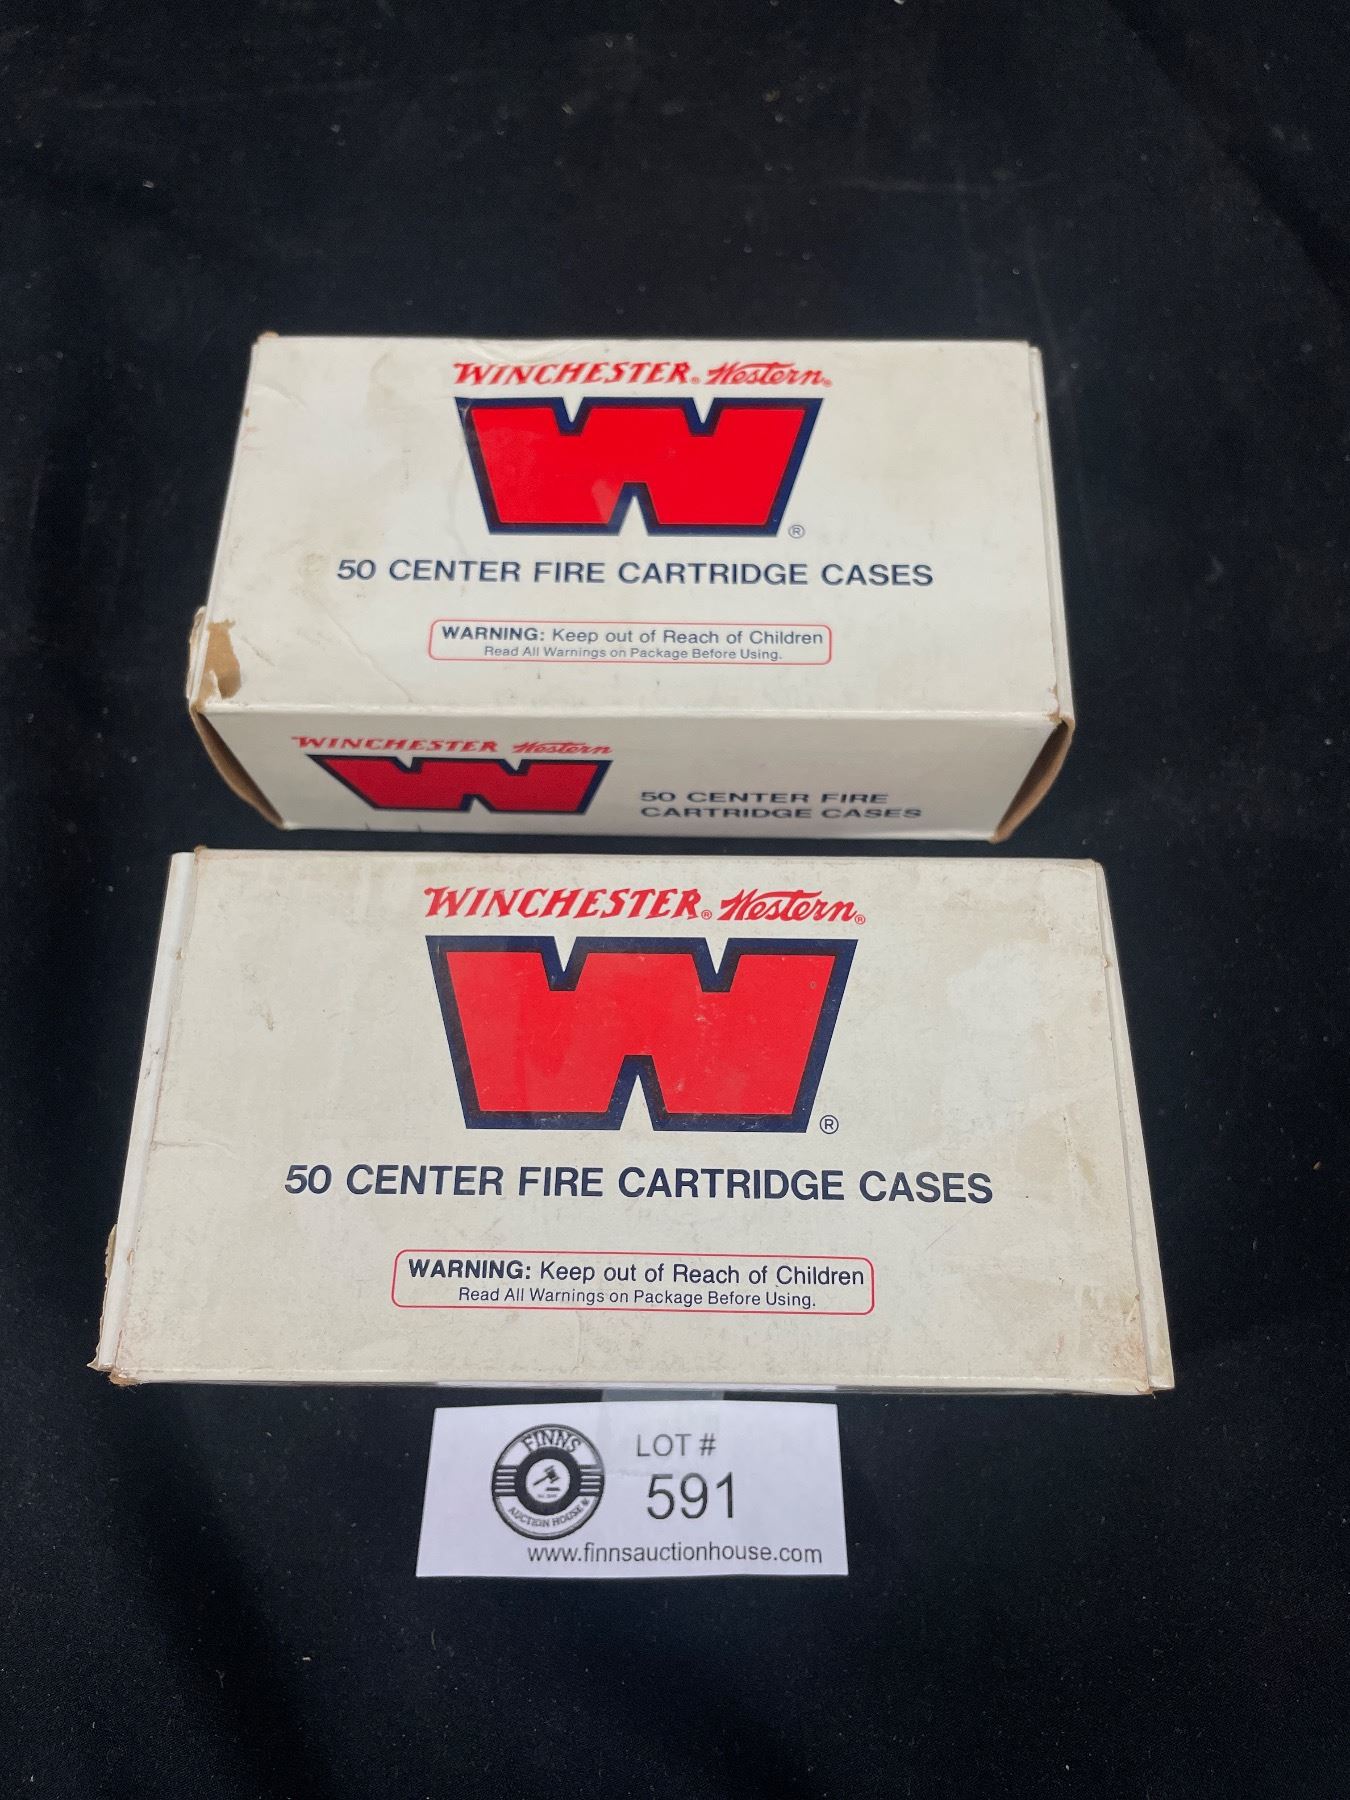 WINCHESTER® Western®
W®
50 CENTER FIRE CARTRIDGE CASES
WARNING: Keep out of Reach of Children
Read All Warnings on Package Before Using.
WINCHESTER Western
W
50 CENTER FIRE
CARTRIDGE CASES
WINCHESTER® Western®
W®
50 CENTER FIRE CARTRIDGE CASES
WARNING: Keep out of Reach of Children
Read All Warnings on Package Before Using.
FINNS
AUCTION HOUSE
LOT #
591
www.finnsauctionhouse.com